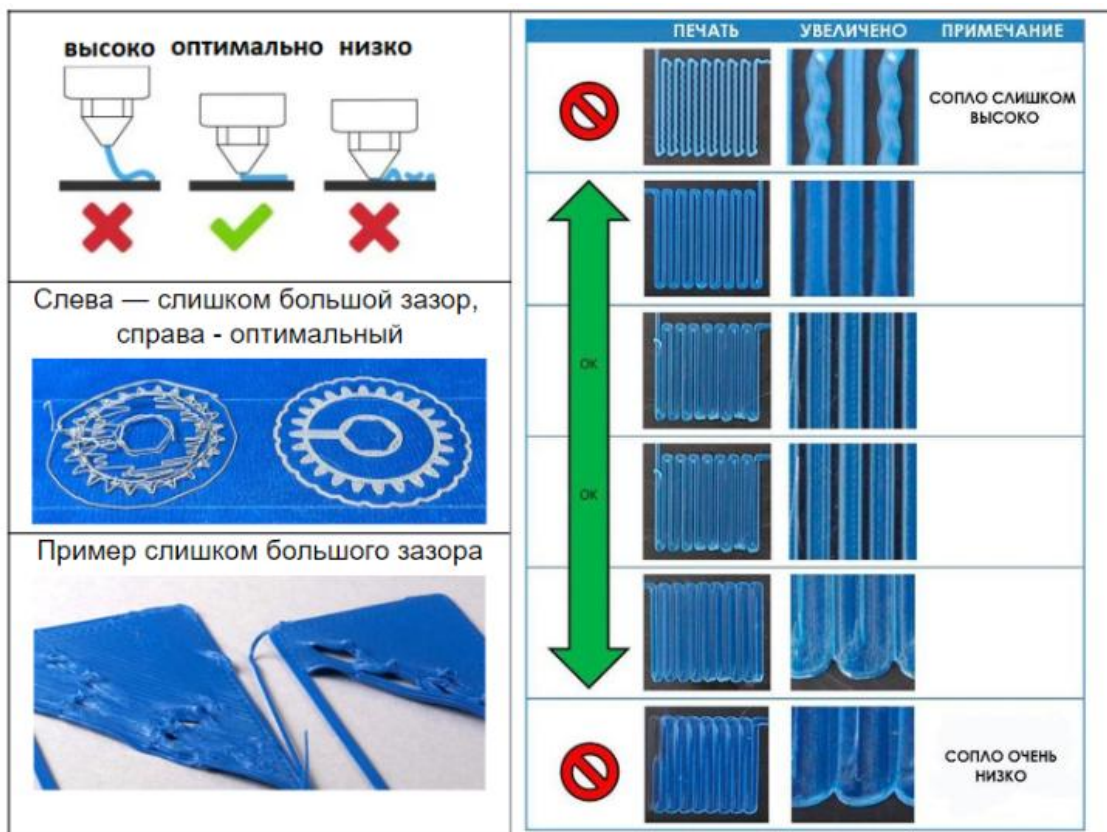 высоко оптимально низко
Слева — слишком большой зазор,
справа - оптимальный
Пример слишком большого зазора
ПЕЧАТЬ УВЕЛИЧЕНО ПРИМЕЧАНИЕ
СОПЛО СЛИШКОМ
ВЫСОКО
ОК
ОК
СОПЛО ОЧЕНЬ
НИЗКО